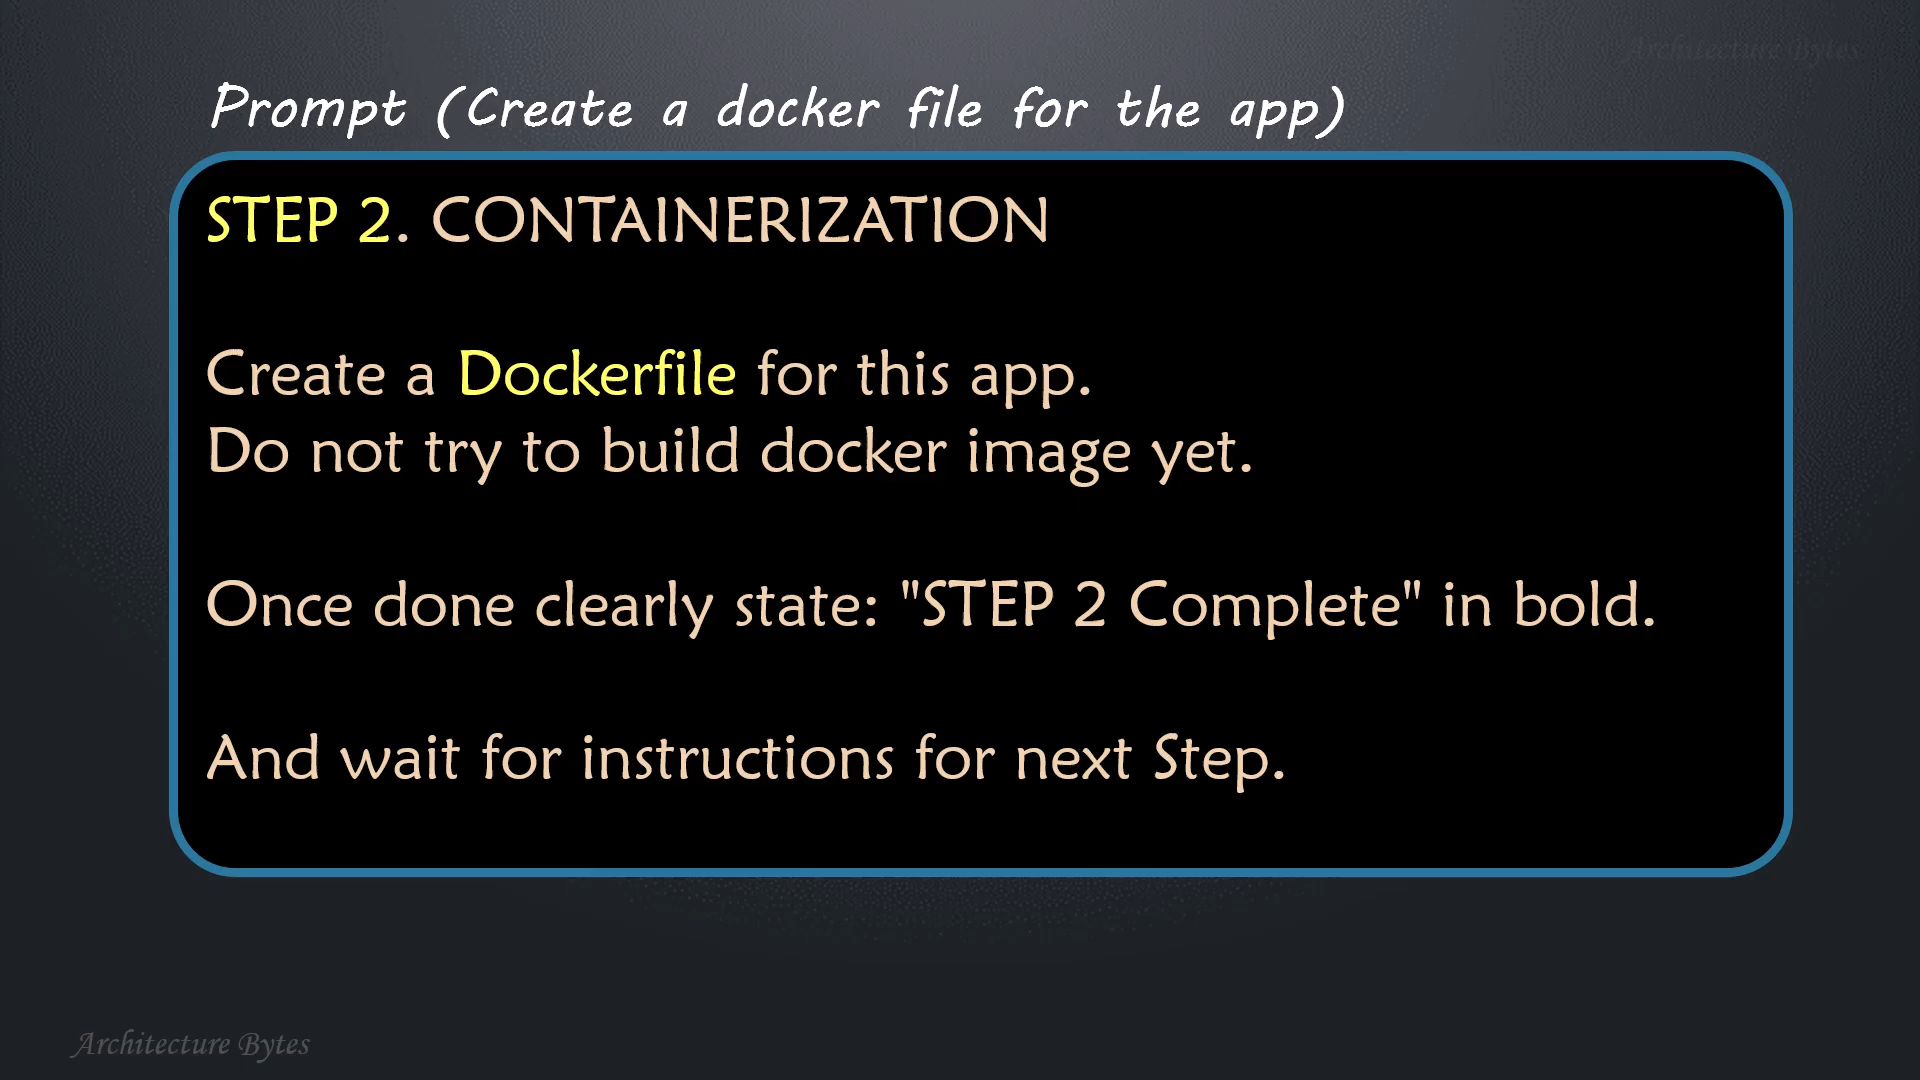 Architecture Bytes
Prompt (Create a docker file for the app)
STEP 2. CONTAINERIZATION
Create a Dockerfile for this app.
Do not try to build docker image yet.
Once done clearly state: "STEP 2 Complete" in bold.
And wait for instructions for next Step.
Architecture Bytes